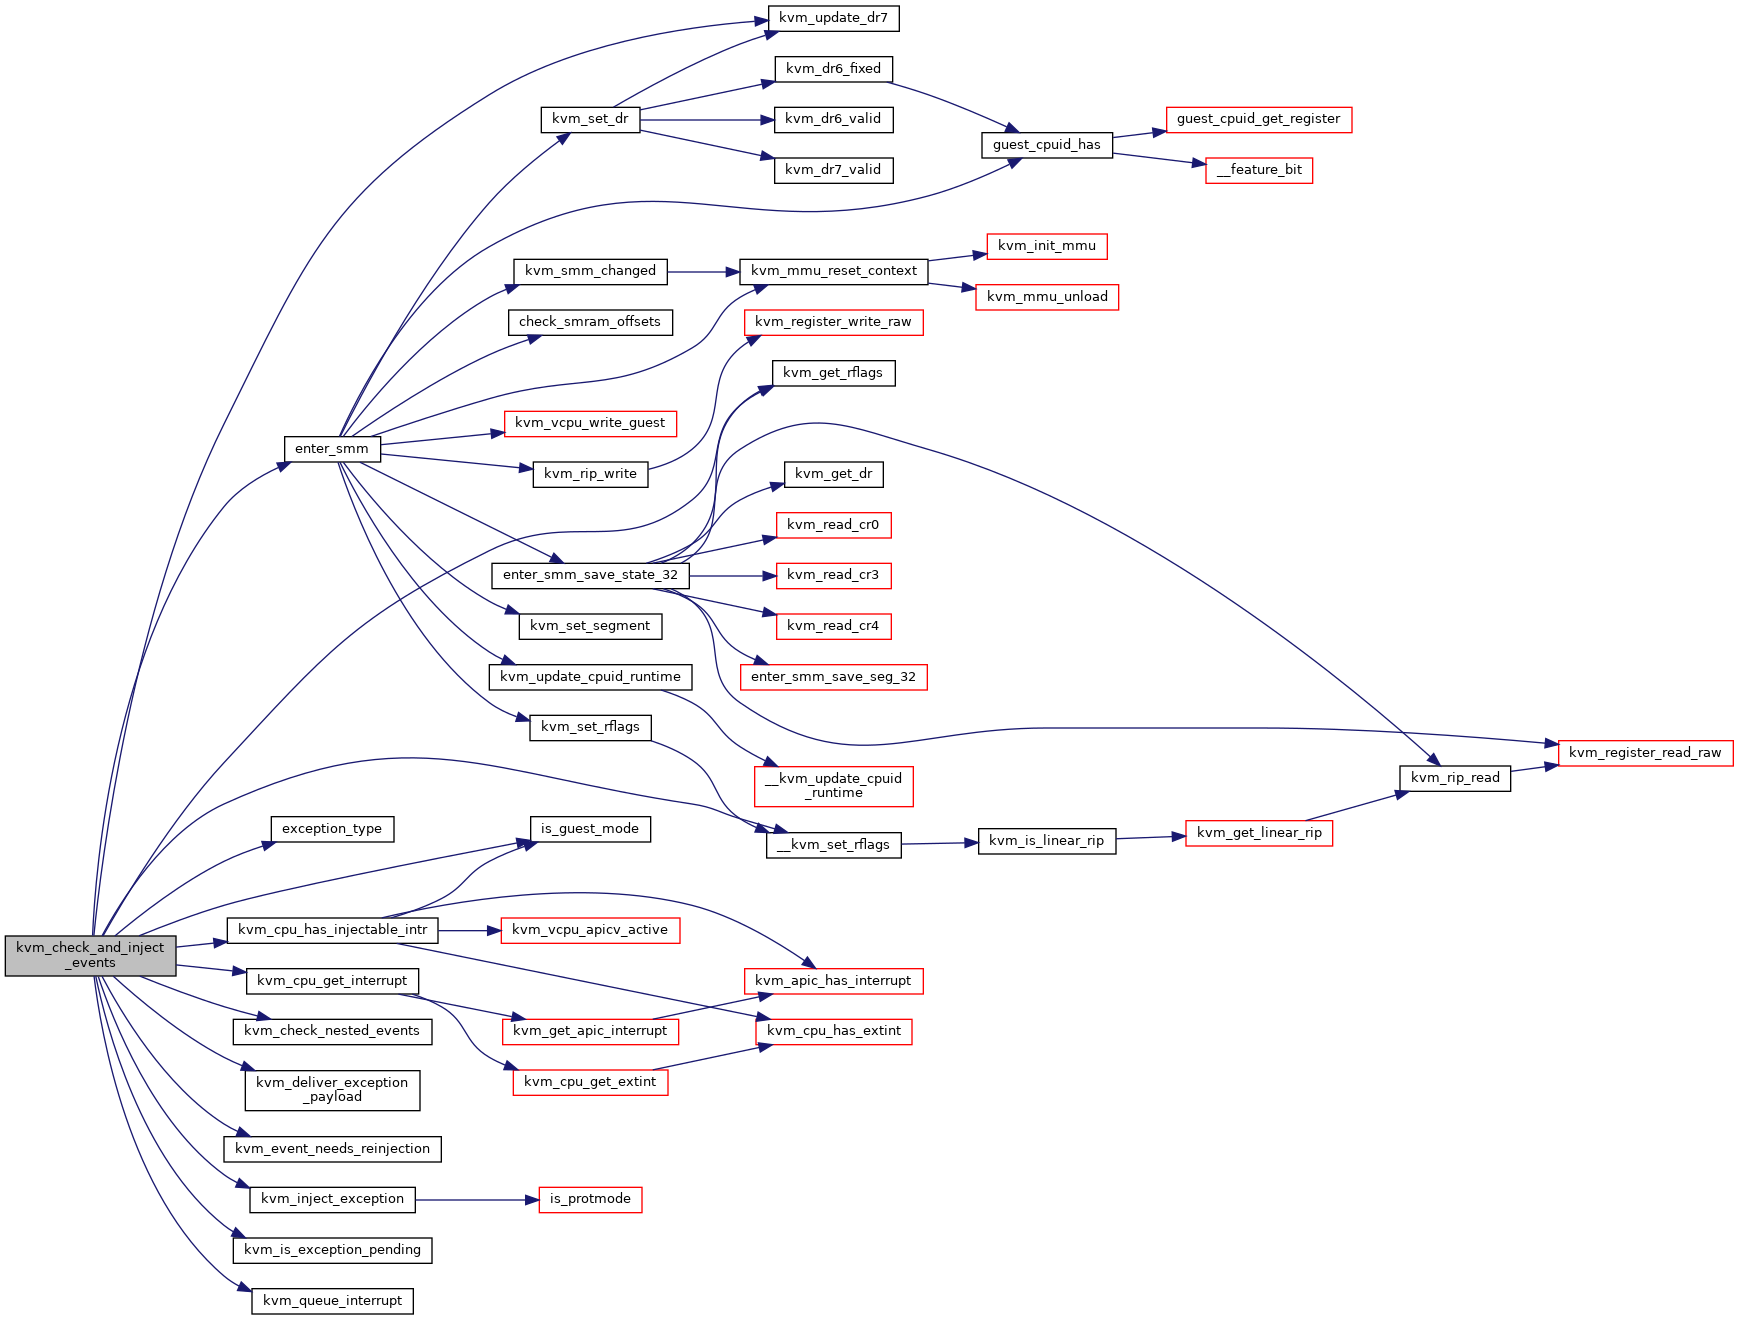 kvm_update_dr7
kvm_dr6_fixed
kvm_set_dr
kvm_dr6_valid
guest_cpuid_get_register
guest_cpuid_has
kvm_dr7_valid
__feature_bit
kvm_init_mmu
kvm_smm_changed
kvm_mmu_reset_context
kvm_mmu_unload
check_smram_offsets
kvm_register_write_raw
kvm_get_rflags
kvm_vcpu_write_guest
enter_smm
kvm_rip_write
kvm_get_dr
kvm_read_cr0
enter_smm_save_state_32
kvm_read_cr3
kvm_set_segment
kvm_read_cr4
kvm_update_cpuid_runtime
enter_smm_save_seg_32
kvm_set_rflags
kvm_register_read_raw
__kvm_update_cpuid
_runtime
kvm_rip_read
exception_type
is_guest_mode
__kvm_set_rflags
kvm_is_linear_rip
kvm_get_linear_rip
kvm_cpu_has_injectable_intr
kvm_vcpu_apicv_active
kvm_check_and_inject
_events
kvm_cpu_get_interrupt
kvm_apic_has_interrupt
kvm_check_nested_events
kvm_get_apic_interrupt
kvm_cpu_has_extint
kvm_deliver_exception
_payload
kvm_cpu_get_extint
kvm_event_needs_reinjection
kvm_inject_exception
is_protmode
kvm_is_exception_pending
kvm_queue_interrupt